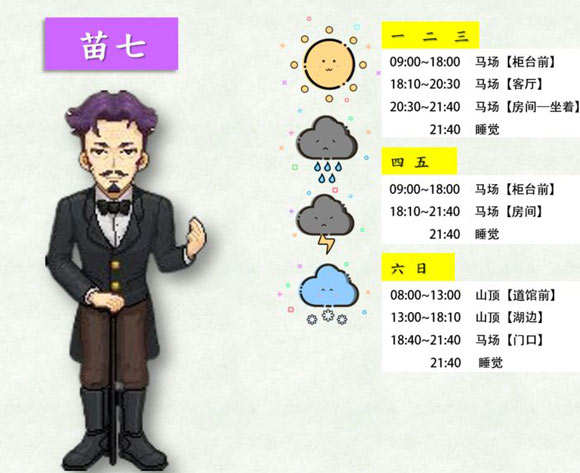 苗七
一 二 三
09:00~18:00 马场【柜台前】
18:10~20:30 马场【客厅】
20:30~21:40 马场【房间—坐着】
21:40 睡觉
四 五
09:00~18:00 马场【柜台前】
18:10~21:40 马场【房间】
21:40 睡觉
六 日
08:00~13:00 山顶【道馆前】
13:00~18:10 山顶【湖边】
18:40~21:40 马场【门口】
21:40 睡觉